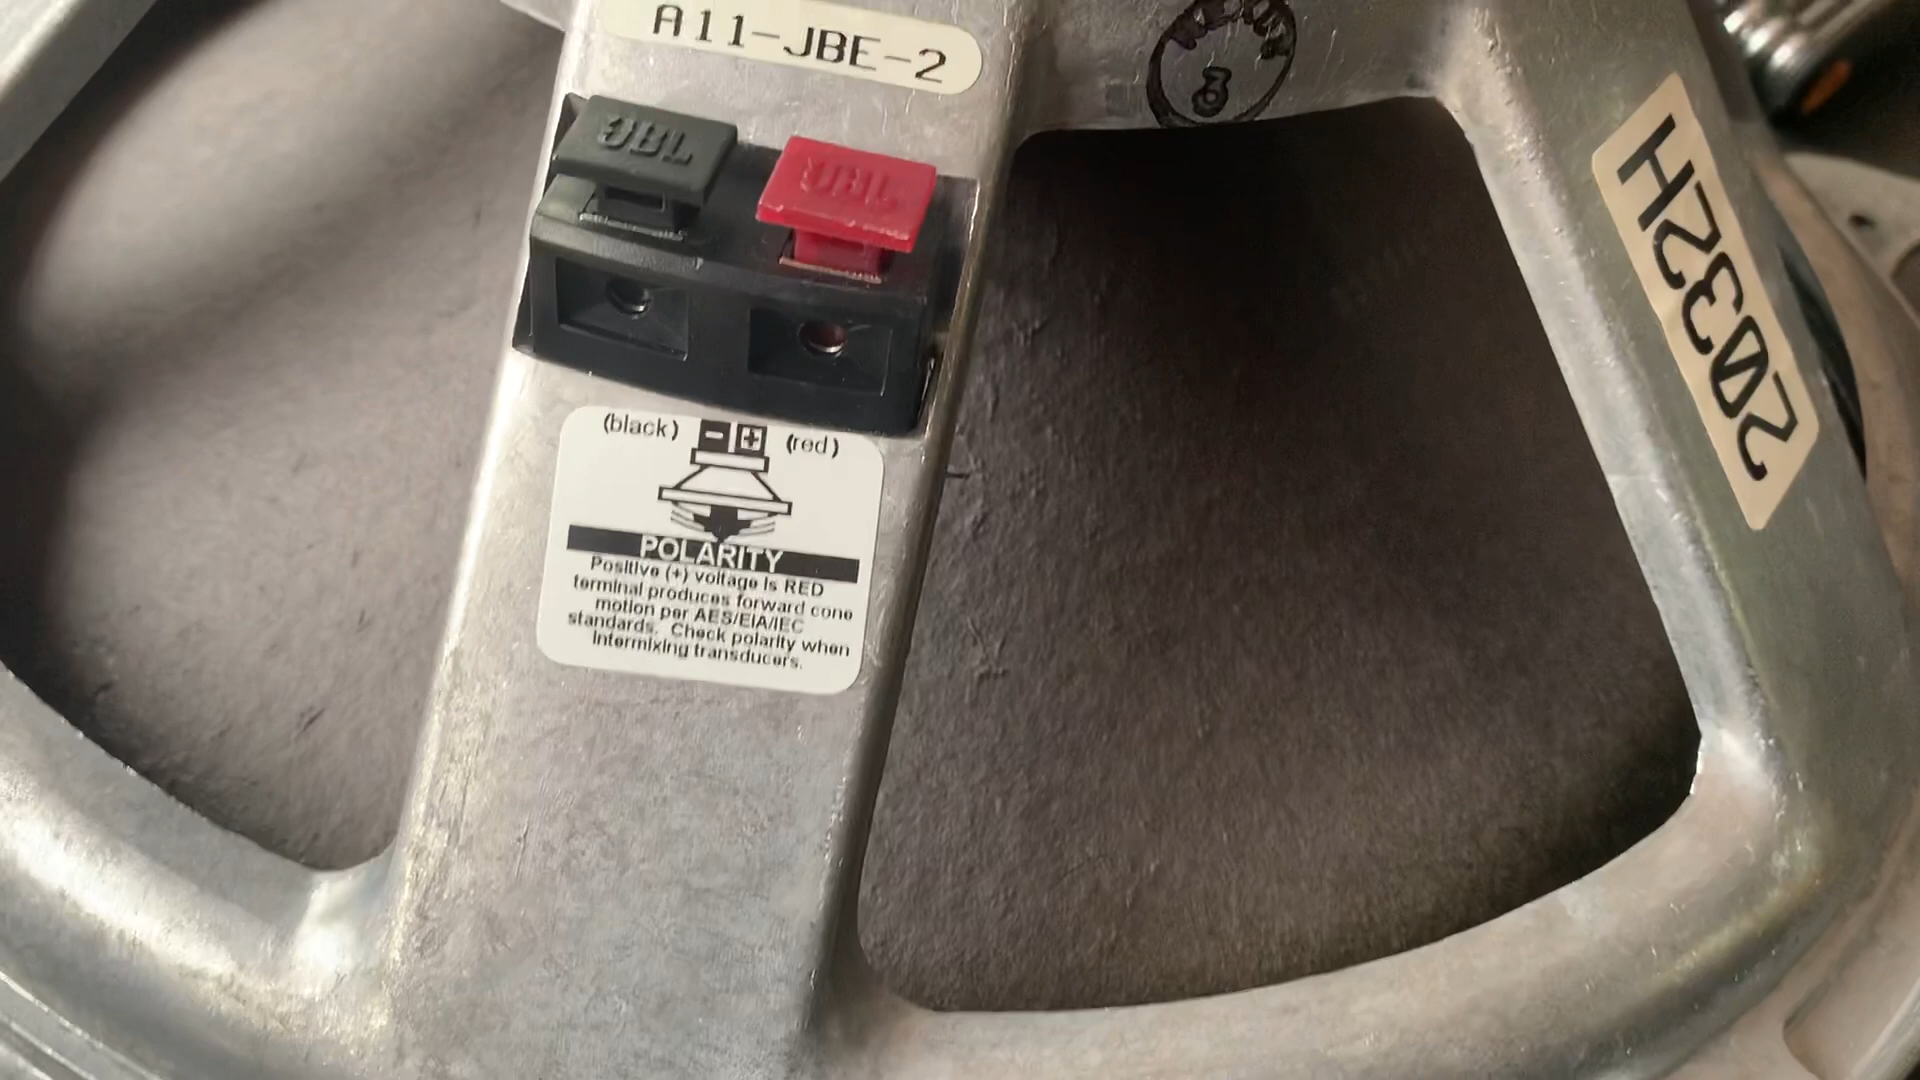 A11-JBE-2
JBL
JBL
2032H
(black)
- +
(red)
POLARITY
Positive (+) voltage is RED
terminal produces forward cone
motion per AES/EIA/IEC
standards. Check polarity when
intermixing transducers.